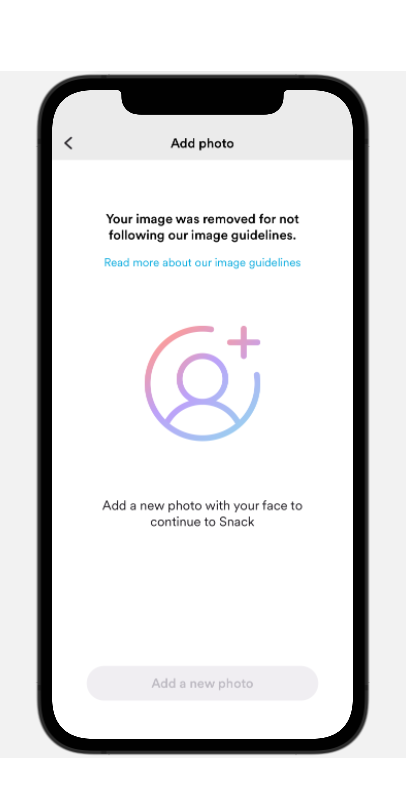 Add photo
Your image was removed for not
following our image guidelines.
Read more about our image guidelines
Add a new photo with your face to
continue to Snack
Add a new photo